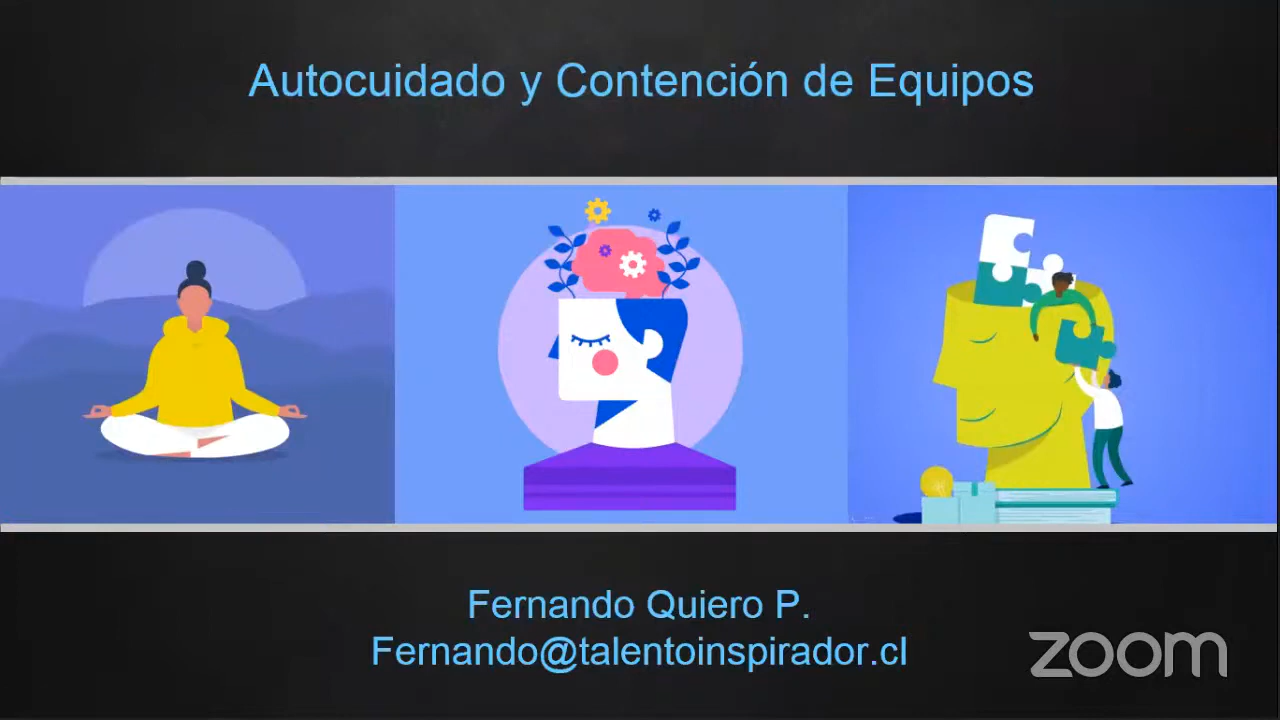 Autocuidado y Contención de Equipos
Fernando Quiero P.
Fernando@talentoinspirador.cl
zoom